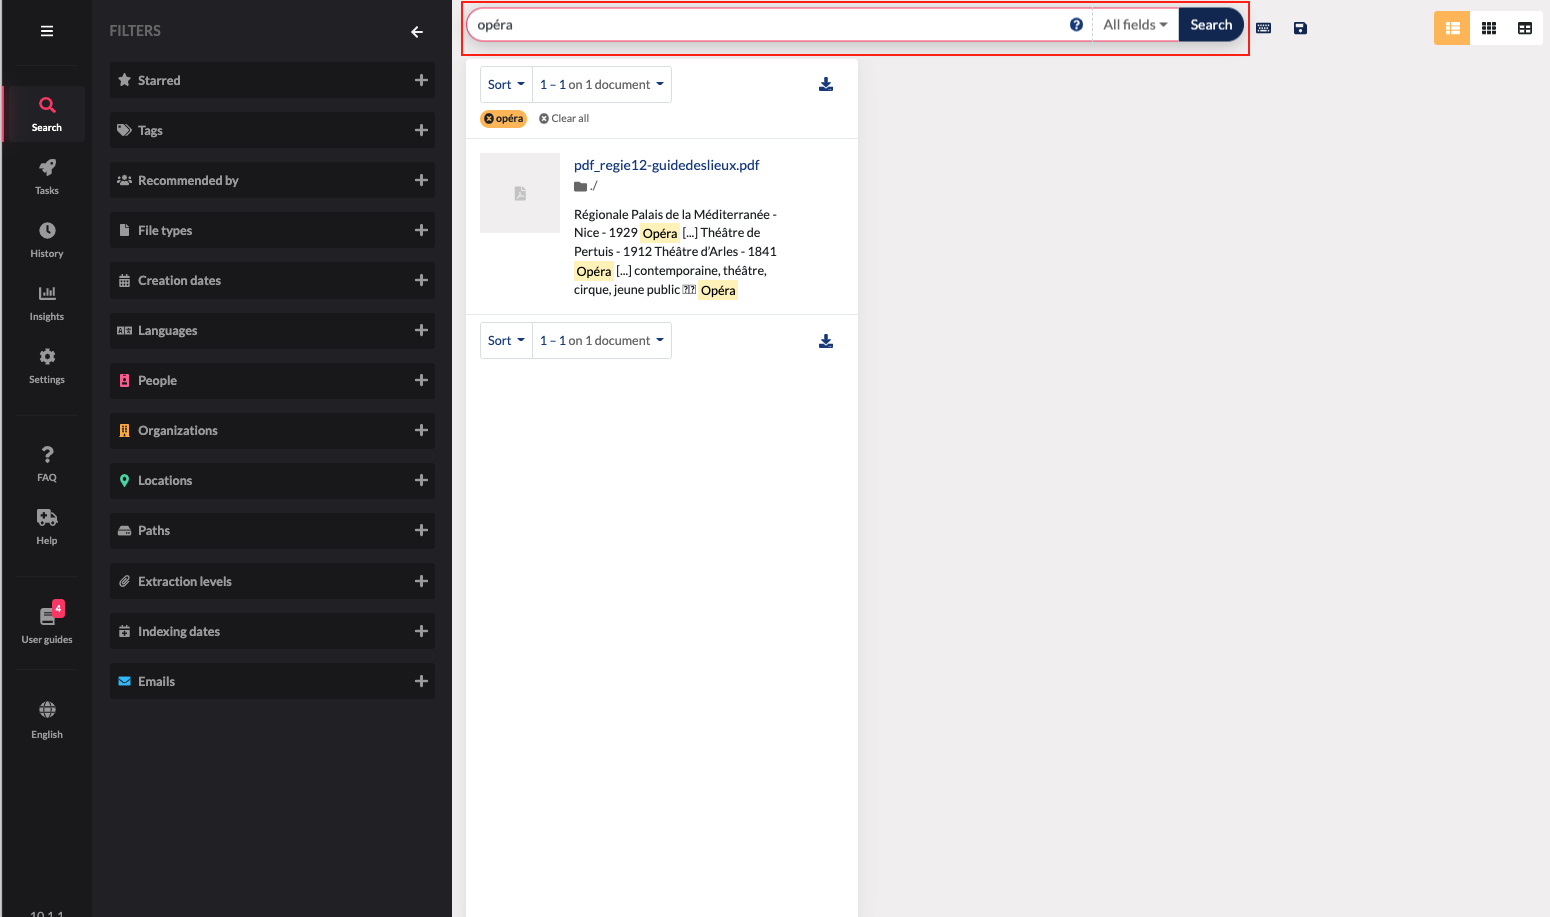 FILTERS
Search
Tasks
History
Insights
Settings
FAQ
Help
4
User guides
English
Starred
Tags
Recommended by
File types
Creation dates
Languages
People
Organizations
Locations
Paths
Extraction levels
Indexing dates
Emails
opéra
All fields
Search
Sort
1 – 1 on 1 document
opéra
Clear all
pdf_regie12-guidedeslieux.pdf
./
Régionale Palais de la Méditerranée -
Nice - 1929 Opéra [...] Théâtre de
Pertuis - 1912 Théâtre d’Arles - 1841
Opéra [...] contemporaine, théâtre,
cirque, jeune public Opéra
Sort
1 – 1 on 1 document